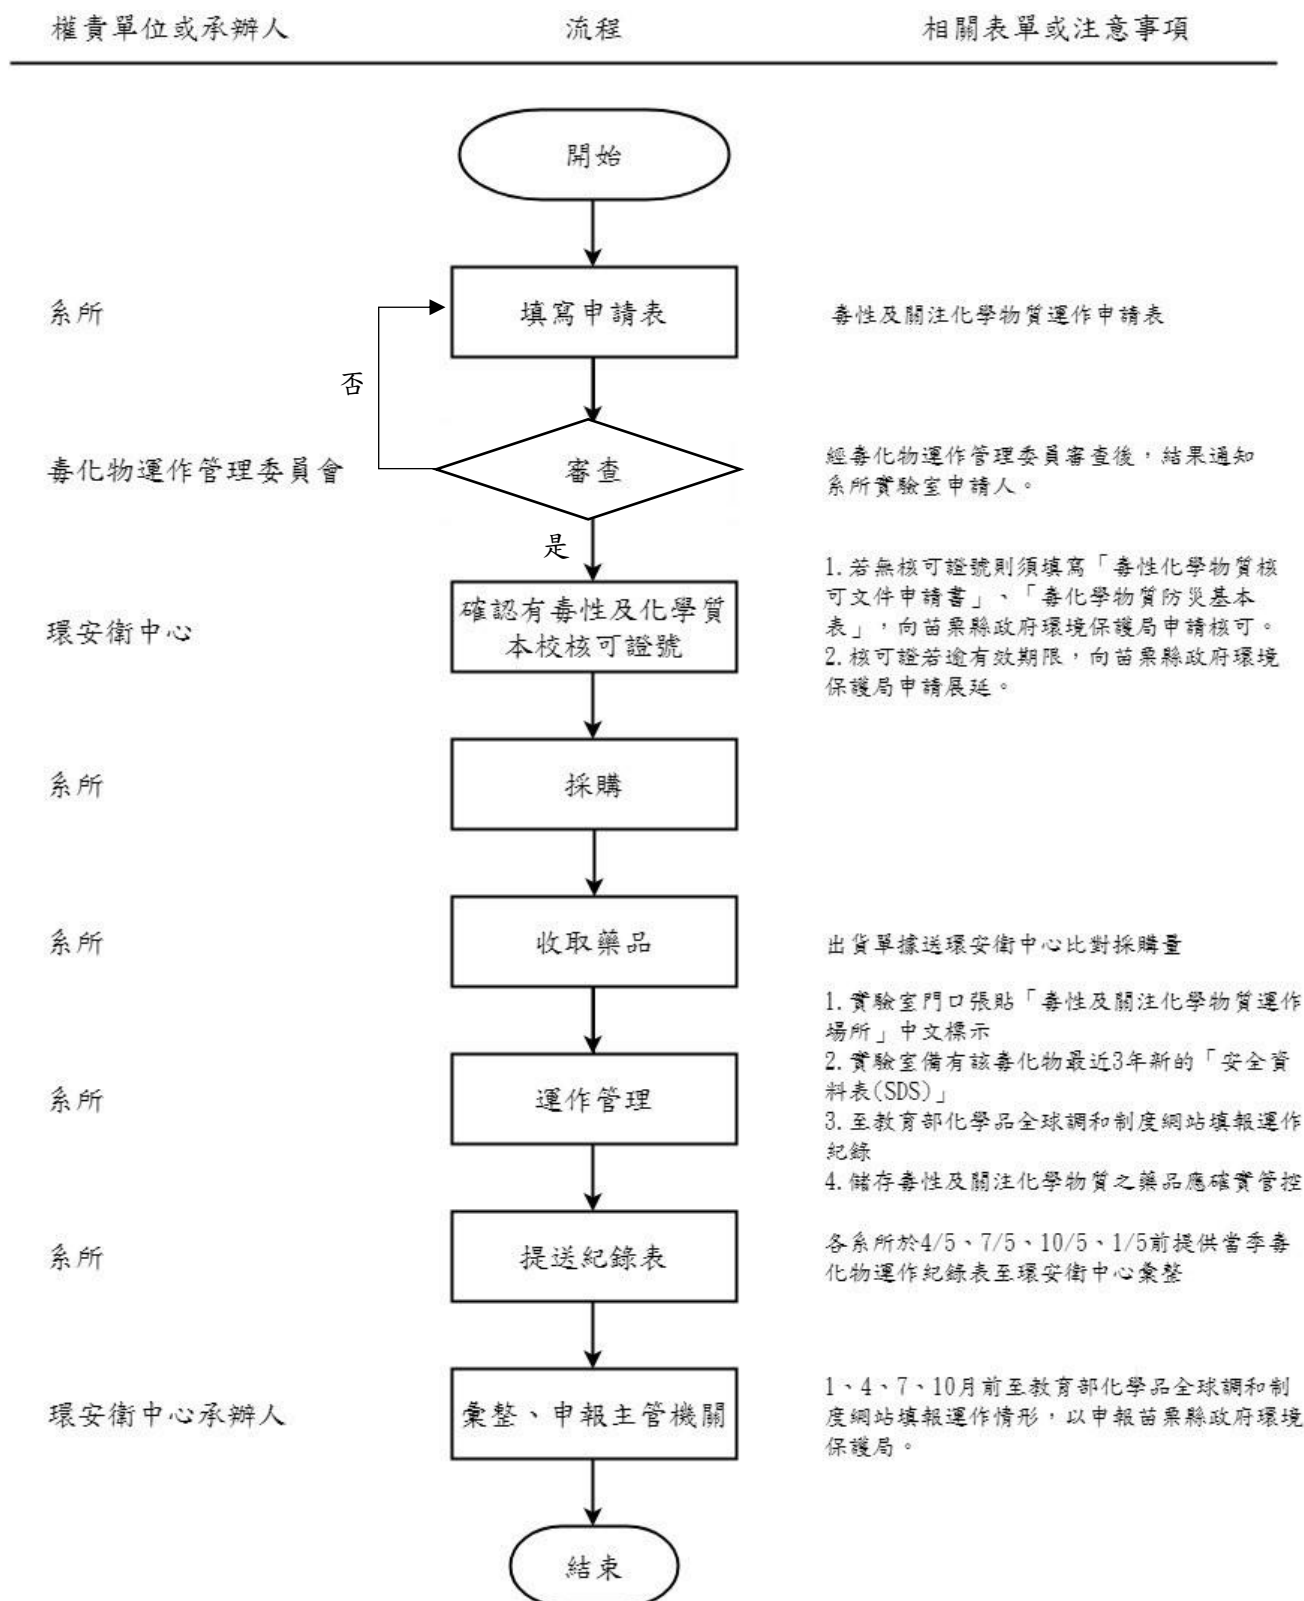 權責單位或承辦人 流程 相關表單或注意事項
開始
系所 填寫申請表 毒性及關注化學物質運作申請表
否
毒化物運作管理委員會 審查 經毒化物運作管理委員審查後，結果通知
系所實驗室申請人。
是
環安衛中心
確認有毒性及化學質
本校核可證號
1.若無核可證號則須填寫「毒性化學物質核
可文件申請書」、「毒化學物質防災基本
表」，向苗栗縣政府環境保護局申請核可。
2.核可證若逾有效期限，向苗栗縣政府環境
保護局申請展延。
系所 採購
系所 收取藥品 出貨單據送環安衛中心比對採購量
系所 運作管理
1.實驗室門口張貼「毒性及關注化學物質運作
場所」中文標示
2.實驗室備有該毒化物最近3年新的「安全資
料表(SDS)」
3.至教育部化學品全球調和制度網站填報運作
紀錄
4.儲存毒性及關注化學物質之藥品應確實管控
系所 提送紀錄表
各系所於4/5、7/5、10/5、1/5前提供當季毒
化物運作紀錄表至環安衛中心彙整
環安衛中心承辦人 彙整、申報主管機關
1、4、7、10月前至教育部化學品全球調和制
度網站填報運作情形，以申報苗栗縣政府環境
保護局。
結束